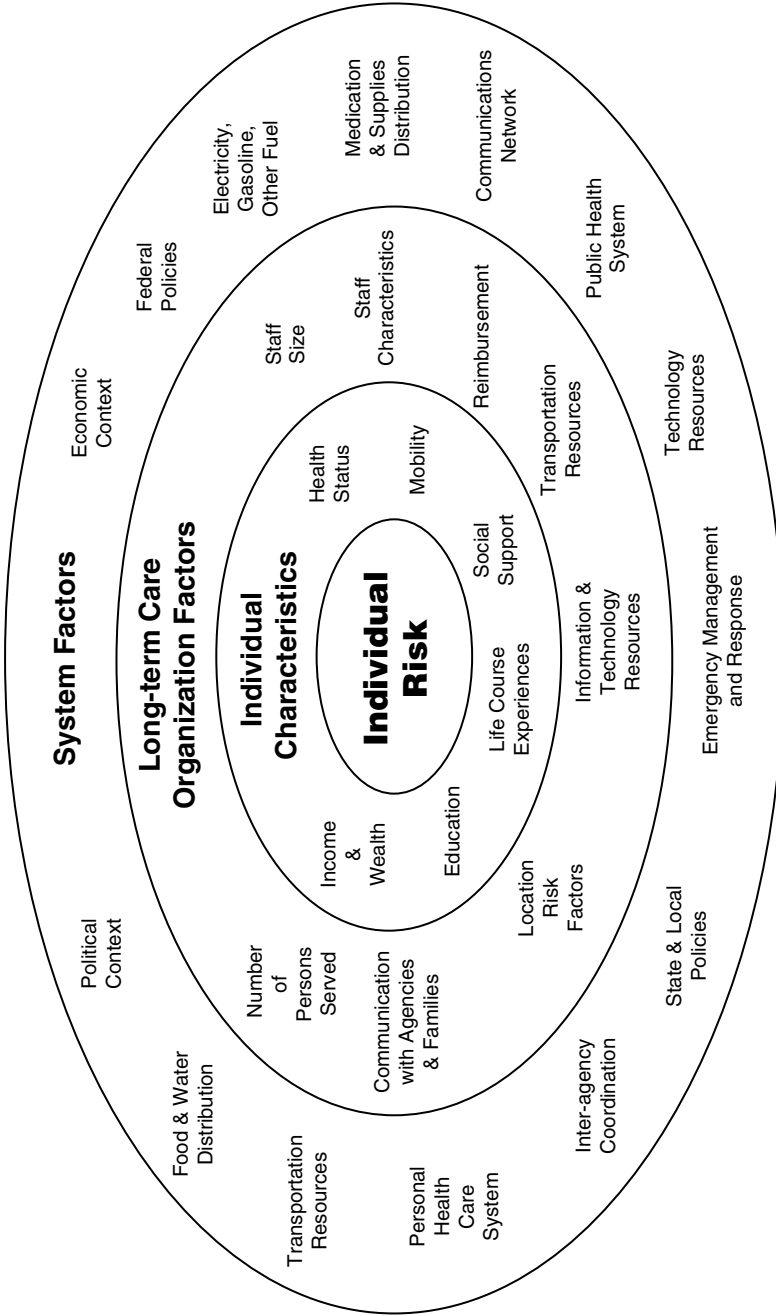 System Factors
Political
Context
Economic
Context
Federal
Policies
Electricity,
Gasoline,
Other Fuel
Medication
& Supplies
Distribution
Communications
Network
Public Health
System
Technology
Resources
Emergency Management
and Response
State & Local
Policies
Inter-agency
Coordination
Personal
Health
Care
System
Transportation
Resources
Food & Water
Distribution
Long-term Care
Organization Factors
Staff
Size
Staff
Characteristics
Reimbursement
Transportation
Resources
Information &
Technology
Resources
Location
Risk
Factors
Communication
with Agencies
& Families
Number
of
Persons
Served
Individual
Characteristics
Health
Status
Mobility
Social
Support
Life Course
Experiences
Education
Income
&
Wealth
Individual
Risk